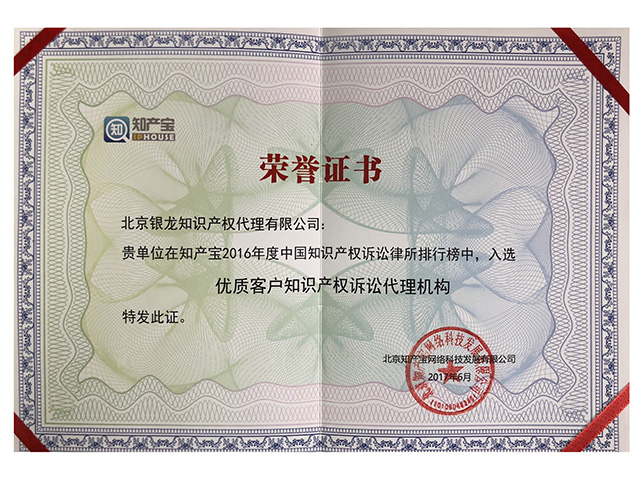 知产宝
IPHOUSE
荣誉证书
北京银龙知识产权代理有限公司:
贵单位在知产宝2016年度中国知识产权诉讼律所排行榜中，入选
优质客户知识产权诉讼代理机构
特发此证。
北京知产宝网络科技发展有限公司
2017年6月